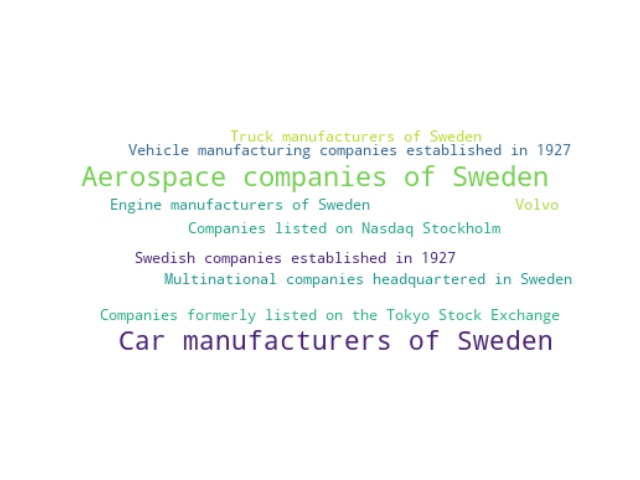 Truck manufacturers of Sweden
Vehicle manufacturing companies established in 1927
Aerospace companies of Sweden
Engine manufacturers of Sweden
Volvo
Companies listed on Nasdaq Stockholm
Swedish companies established in 1927
Multinational companies headquartered in Sweden
Companies formerly listed on the Tokyo Stock Exchange
Car manufacturers of Sweden